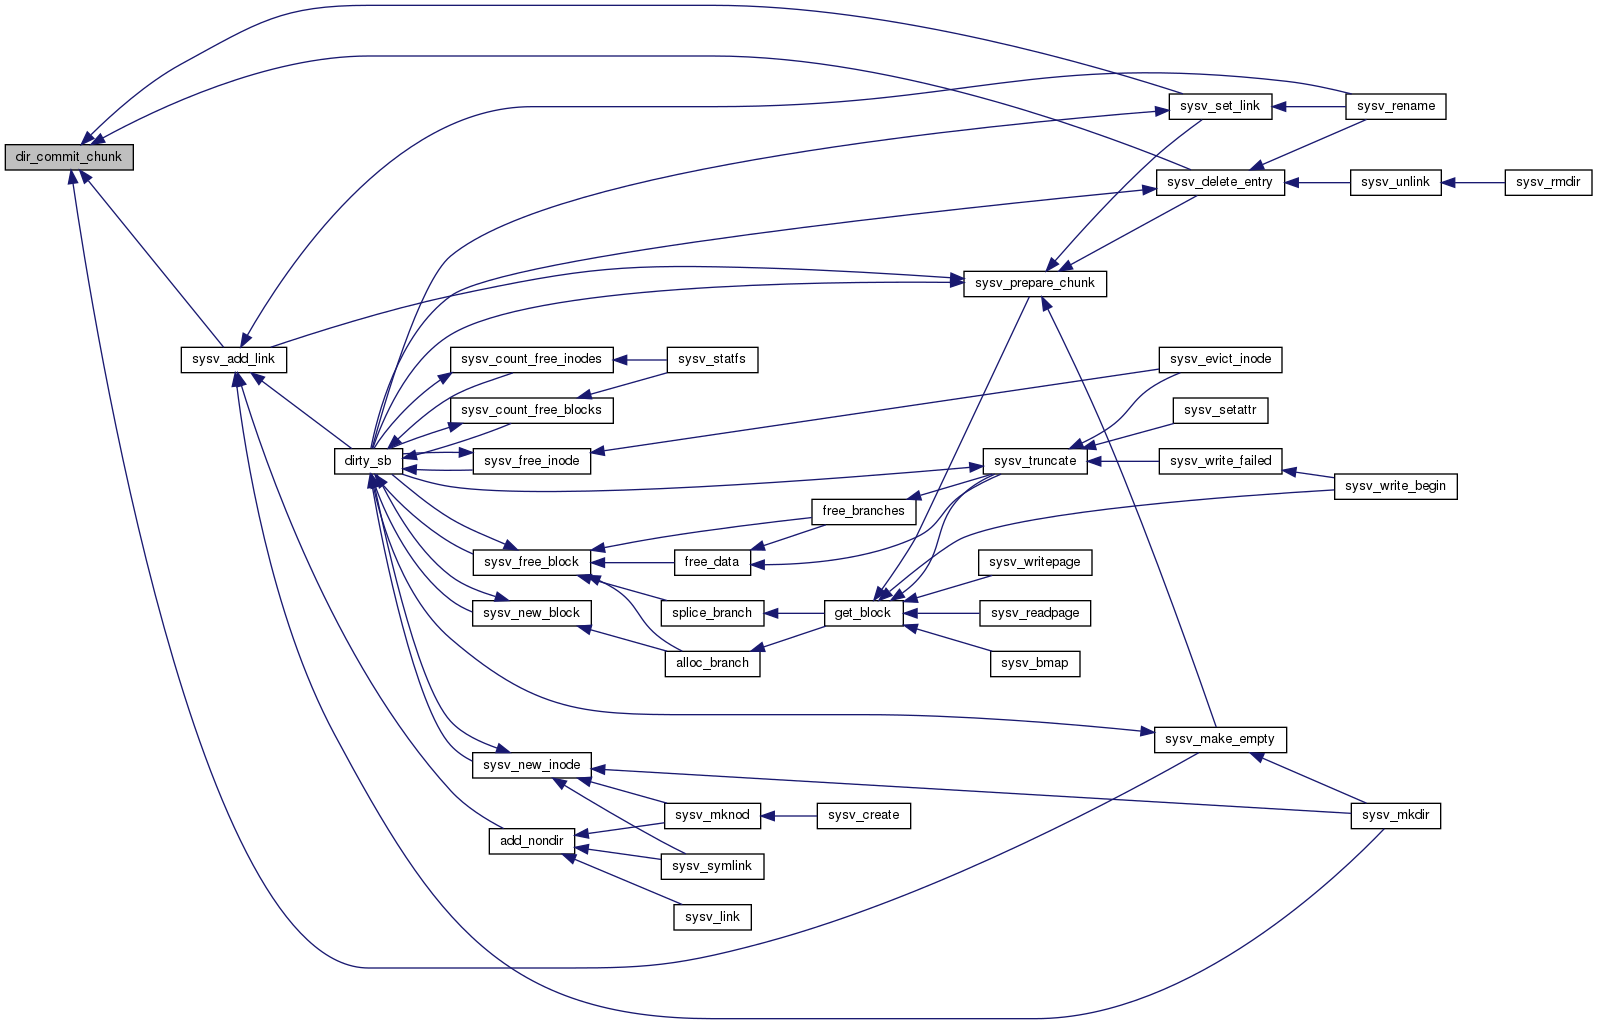 dir_commit_chunk
sysv_add_link
dirty_sb
sysv_count_free_inodes
sysv_count_free_blocks
sysv_free_inode
sysv_free_block
sysv_new_block
sysv_new_inode
add_nondir
sysv_statfs
free_data
splice_branch
alloc_branch
sysv_mknod
sysv_symlink
sysv_link
free_branches
get_block
sysv_create
sysv_prepare_chunk
sysv_truncate
sysv_writepage
sysv_readpage
sysv_bmap
sysv_set_link
sysv_delete_entry
sysv_evict_inode
sysv_setattr
sysv_write_failed
sysv_make_empty
sysv_rename
sysv_unlink
sysv_write_begin
sysv_mkdir
sysv_rmdir